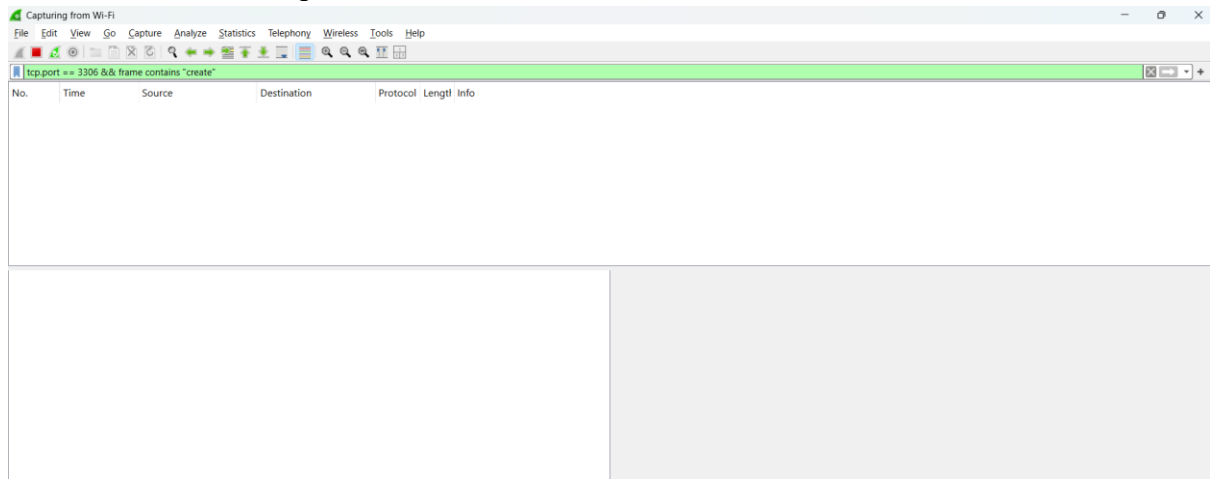 Capturing from Wi-Fi
File Edit View Go Capture Analyze Statistics Telephony Wireless Tools Help
tcp.port == 3306 && frame contains "create"
No. Time Source Destination Protocol Length Info